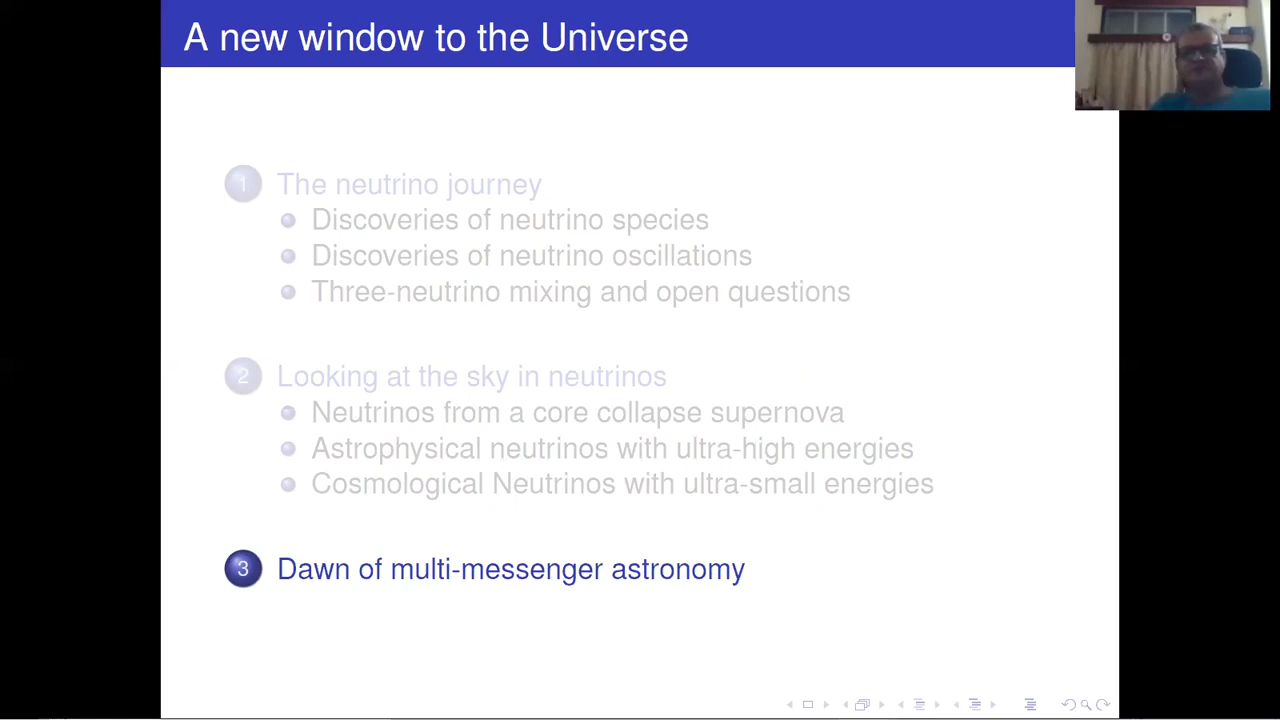 A new window to the Universe
1 The neutrino journey
Discoveries of neutrino species
Discoveries of neutrino oscillations
Three-neutrino mixing and open questions
2 Looking at the sky in neutrinos
Neutrinos from a core collapse supernova
Astrophysical neutrinos with ultra-high energies
Cosmological Neutrinos with ultra-small energies
3 Dawn of multi-messenger astronomy